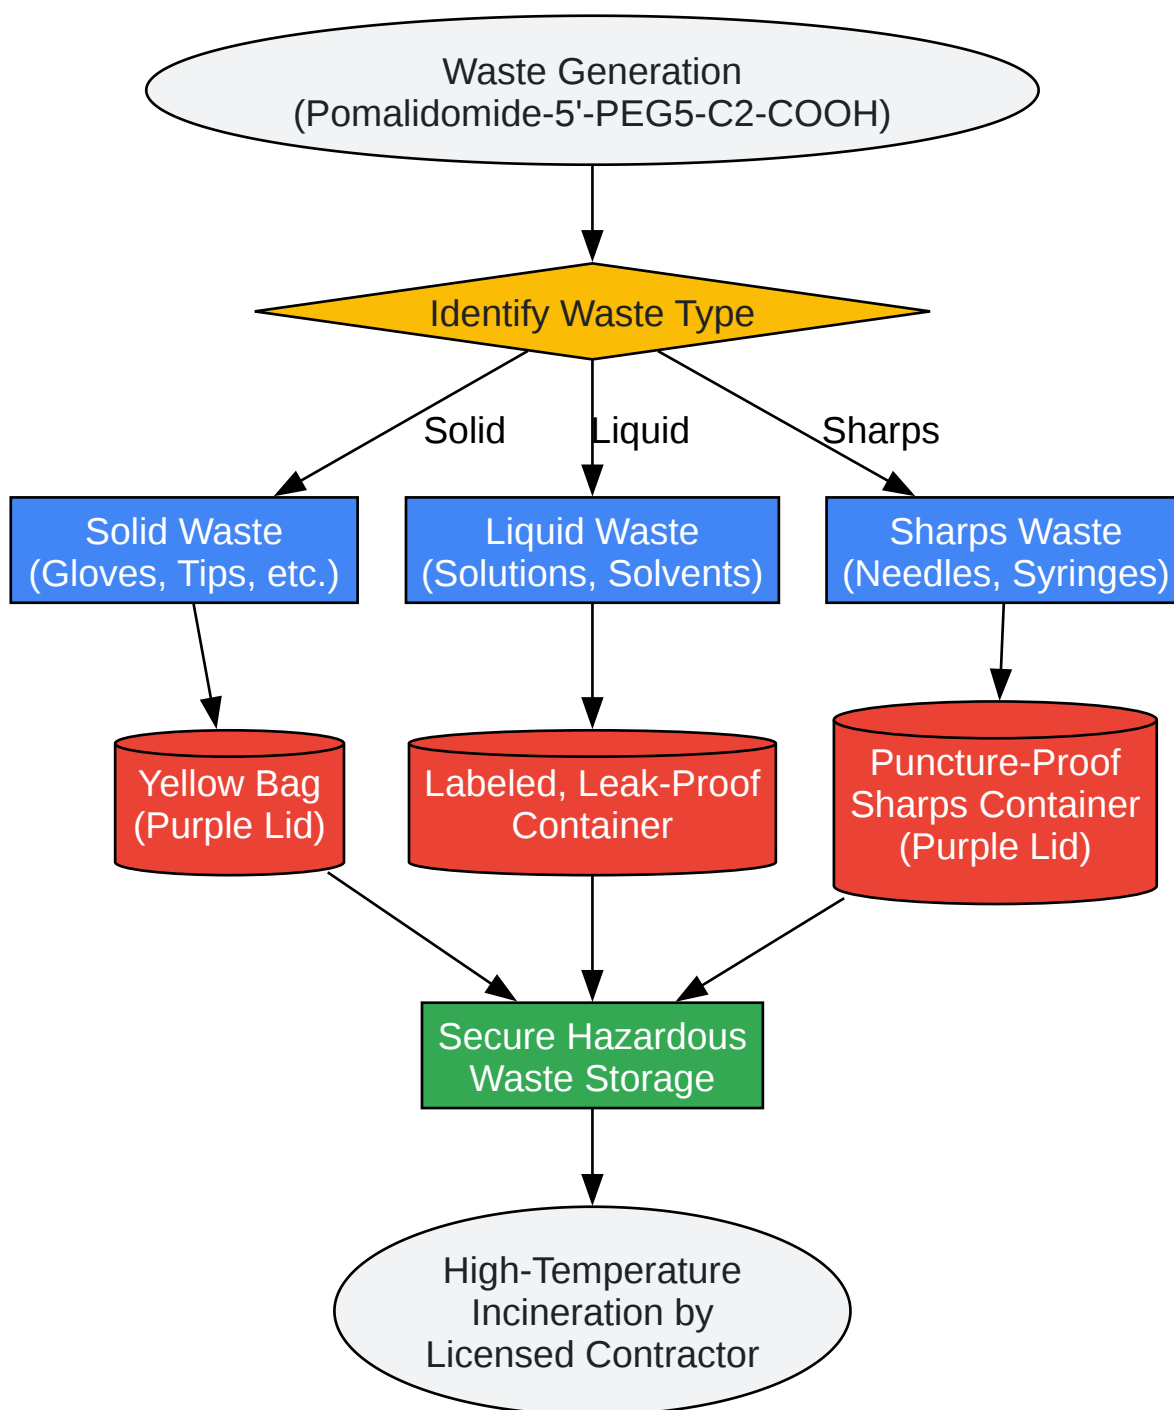 Waste Generation
(Pomalidomide-5'-PEG5-C2-COOH)
Identify Waste Type
Solid
Liquid
Sharps
Solid Waste
(Gloves, Tips, etc.)
Liquid Waste
(Solutions, Solvents)
Sharps Waste
(Needles, Syringes)
Yellow Bag
(Purple Lid)
Labeled, Leak-Proof
Container
Puncture-Proof
Sharps Container
(Purple Lid)
Secure Hazardous
Waste Storage
High-Temperature
Incineration by
Licensed Contractor